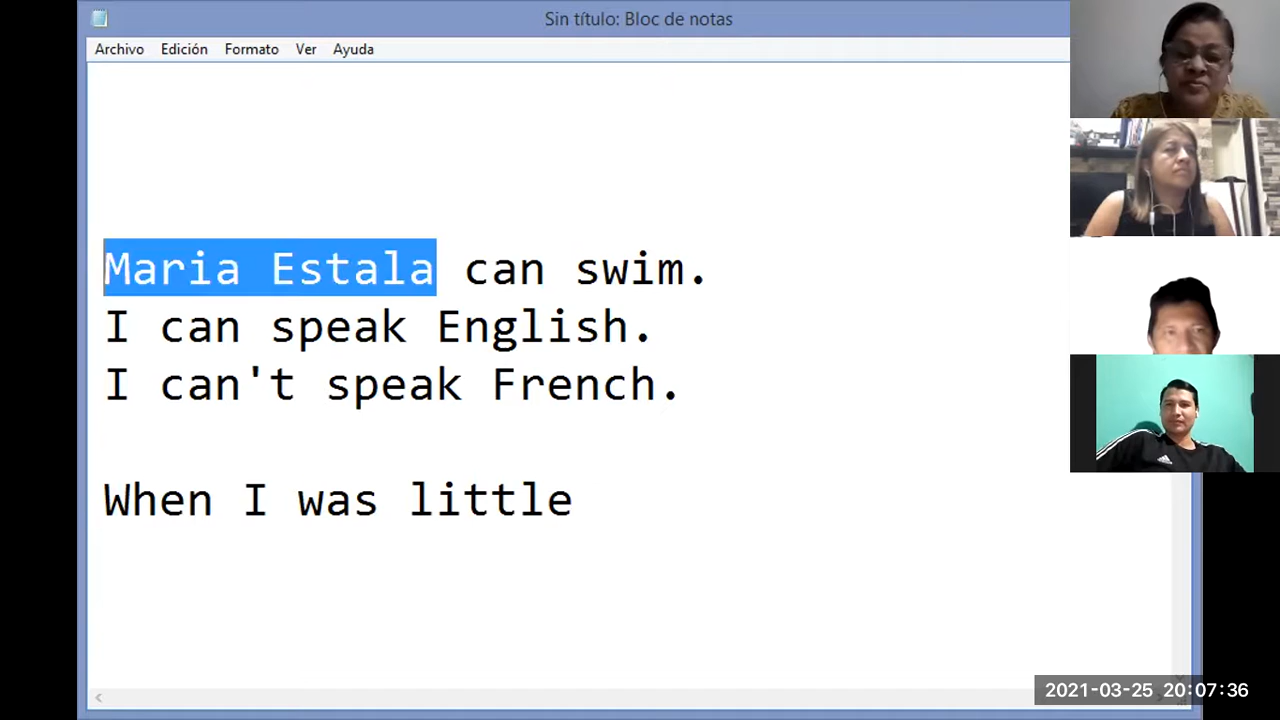 Sin título: Bloc de notas
Archivo Edición Formato Ver Ayuda
Maria Estala can swim.
I can speak English.
I can't speak French.
When I was little
2021-03-25 20:07:36